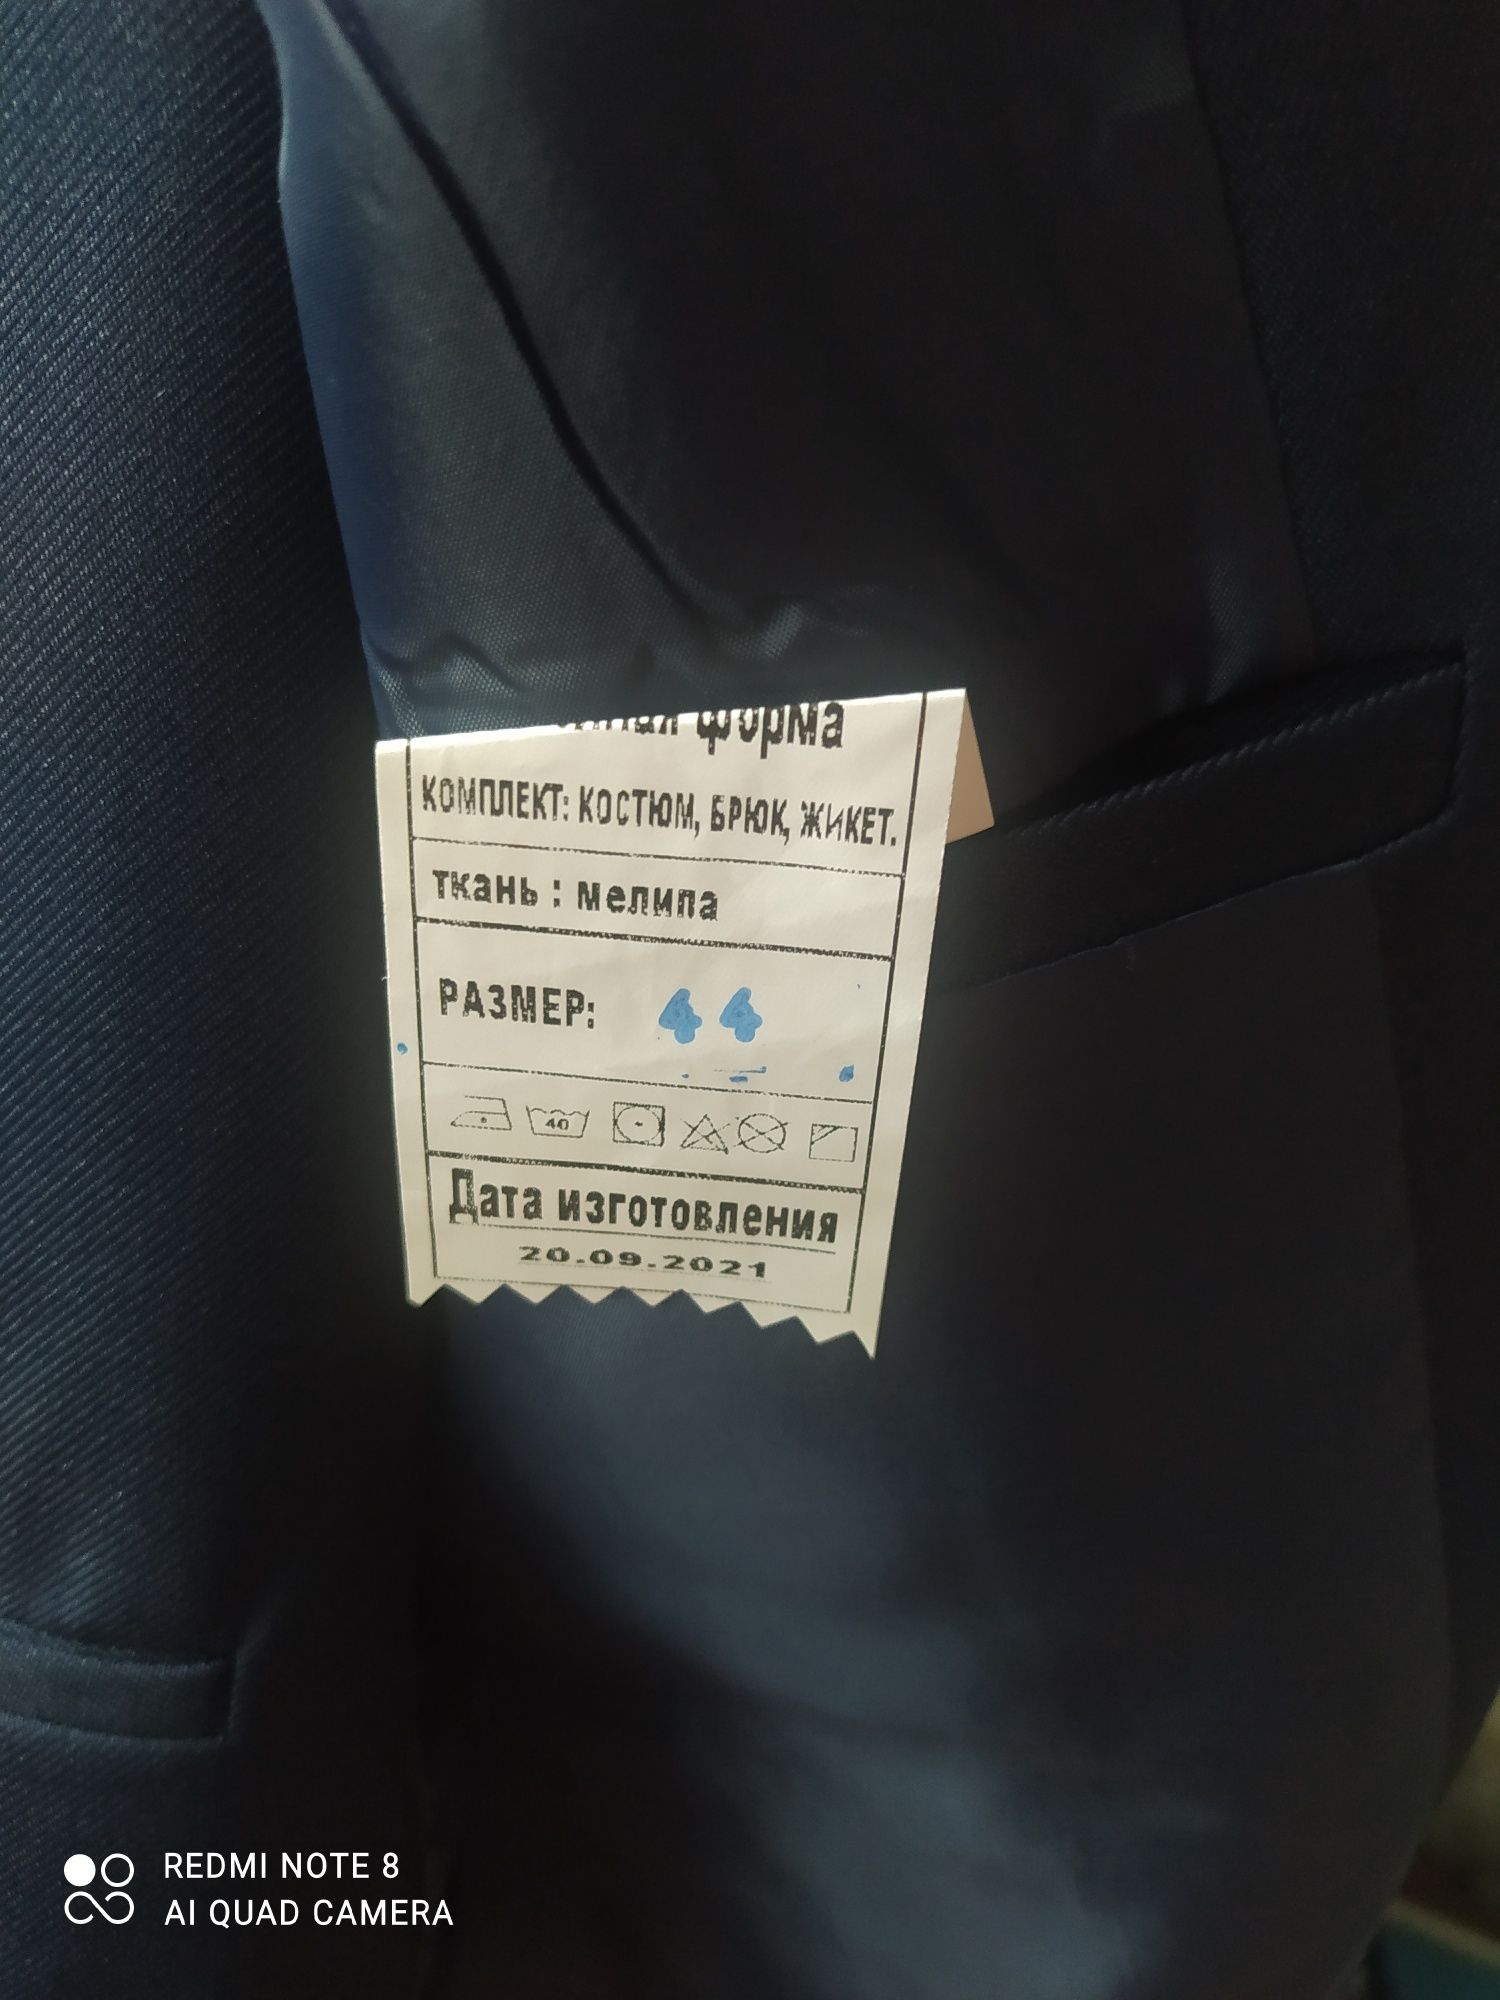 форма
КОМПЛЕКТ: КОСТЮМ, БРЮК, ЖИКЕТ.
ткань : мелипа
РАЗМЕР: 44
40
Дата изготовления
20.09.2021
REDMI NOTE 8
AI QUAD CAMERA